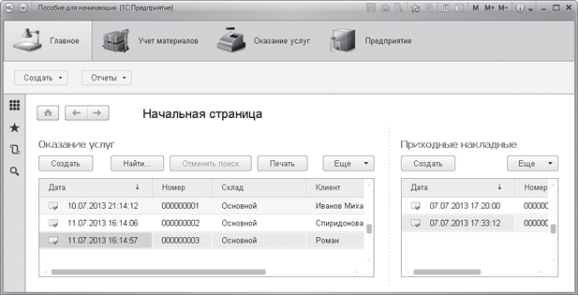 Пособие для начинающих (1С:Предприятие)
M M+ M-
Главное Учет материалов Оказание услуг Предприятие
Создать Отчеты
Начальная страница
Оказание услуг
Создать Найти... Отменить поиск Печать Еще
Дата Номер Склад Клиент
10.07.2013 21:14:12 000000001 Основной Иванов Миха
11.07.2013 16:14:06 000000002 Основной Спиридонова
11.07.2013 16:14:57 000000003 Основной Роман
Приходные накладные
Создать Еще
Дата Номер
07.07.2013 17:20:00 000000
07.07.2013 17:33:12 000000